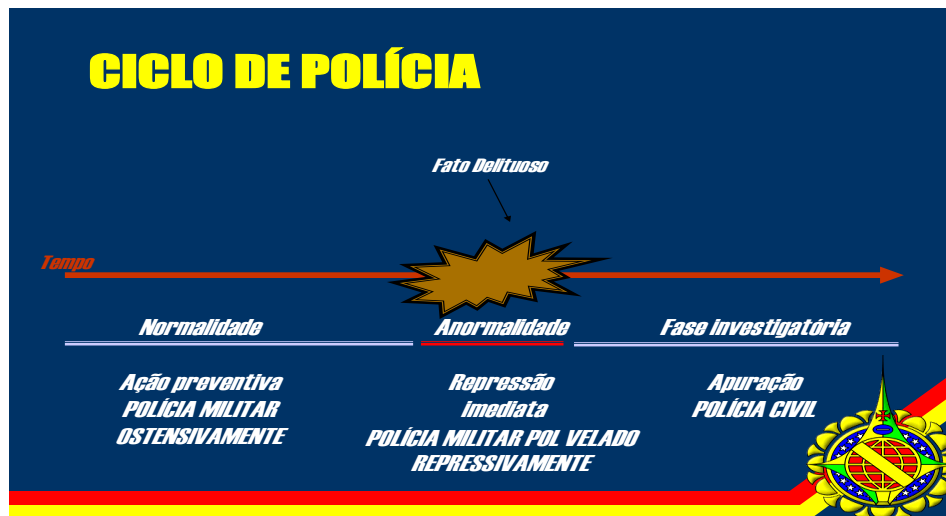 CICLO DE POLÍCIA
Fato Delituoso
Tempo
Normalidade
Anormalidade
Fase investigatória
Ação preventiva
POLÍCIA MILITAR
OSTENSIVAMENTE
Repressão
imediata
POLÍCIA MILITAR POL VELADO
REPRESSIVAMENTE
Apuração
POLÍCIA CIVIL